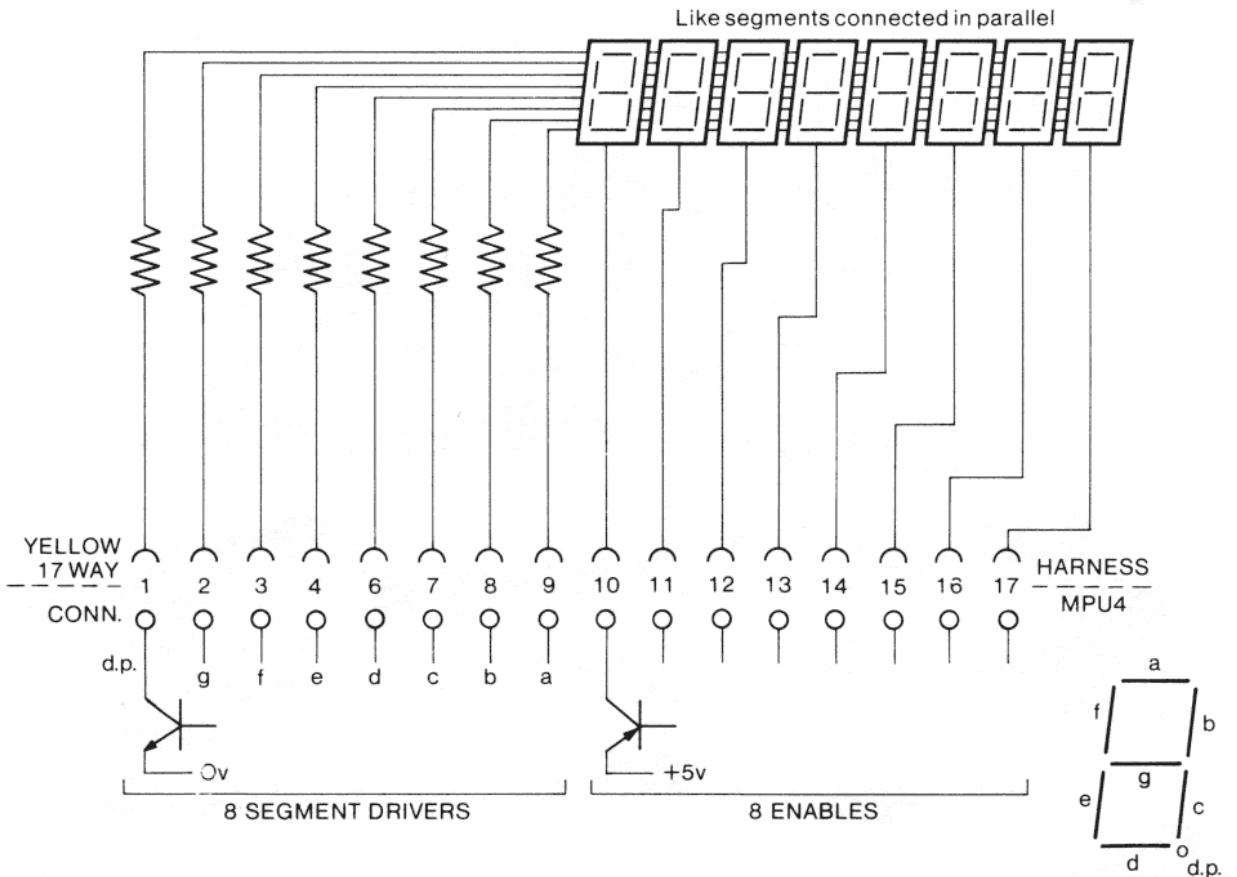 Like segments connected in parallel
YELLOW
17 WAY
1 2 3 4 6 7 8 9 10 11 12 13 14 15 16 17
HARNESS
MPU4
CONN.
d.p. g f e d c b a
0v
+5v
8 SEGMENT DRIVERS
8 ENABLES
a
f
b
g
e
c
d
d.p.